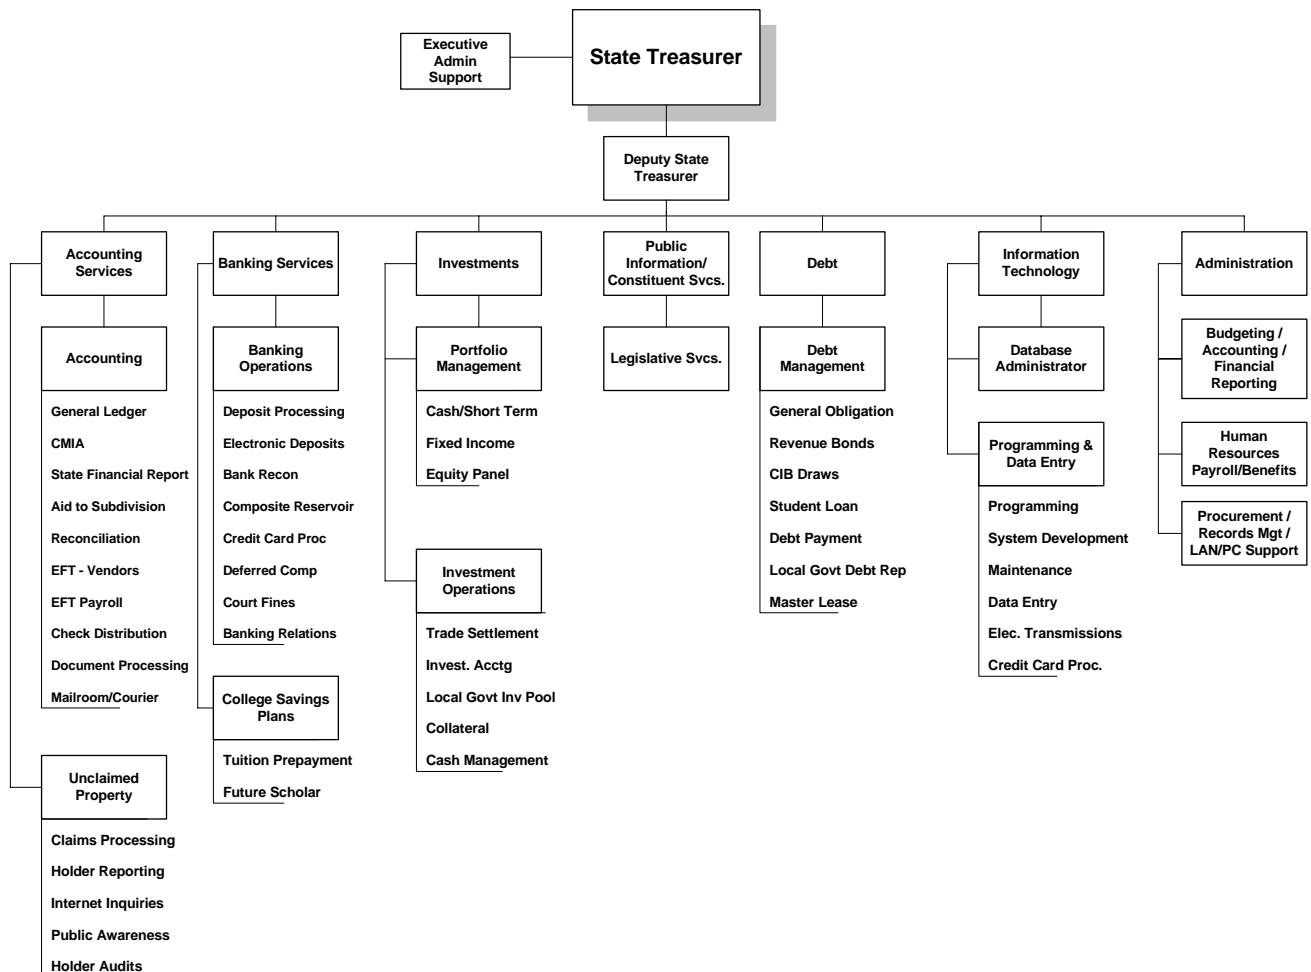 Executive
Admin
Support
State Treasurer
Deputy State
Treasurer
Accounting
Services
Banking Services
Investments
Public
Information/
Constituent Svcs.
Debt
Information
Technology
Administration
Accounting
General Ledger
CMIA
State Financial Report
Aid to Subdivision
Reconciliation
EFT - Vendors
EFT Payroll
Check Distribution
Document Processing
Mailroom/Courier
Unclaimed
Property
Claims Processing
Holder Reporting
Internet Inquiries
Public Awareness
Holder Audits
Banking
Operations
Deposit Processing
Electronic Deposits
Bank Recon
Composite Reservoir
Credit Card Proc
Deferred Comp
Court Fines
Banking Relations
College Savings
Plans
Tuition Prepayment
Future Scholar
Portfolio
Management
Cash/Short Term
Fixed Income
Equity Panel
Investment
Operations
Trade Settlement
Invest. Acctg
Local Govt Inv Pool
Collateral
Cash Management
Legislative Svcs.
Debt
Management
General Obligation
Revenue Bonds
CIB Draws
Student Loan
Debt Payment
Local Govt Debt Rep
Master Lease
Database
Administrator
Programming &
Data Entry
Programming
System Development
Maintenance
Data Entry
Elec. Transmissions
Credit Card Proc.
Budgeting /
Accounting /
Financial
Reporting
Human
Resources
Payroll/Benefits
Procurement /
Records Mgt /
LAN/PC Support